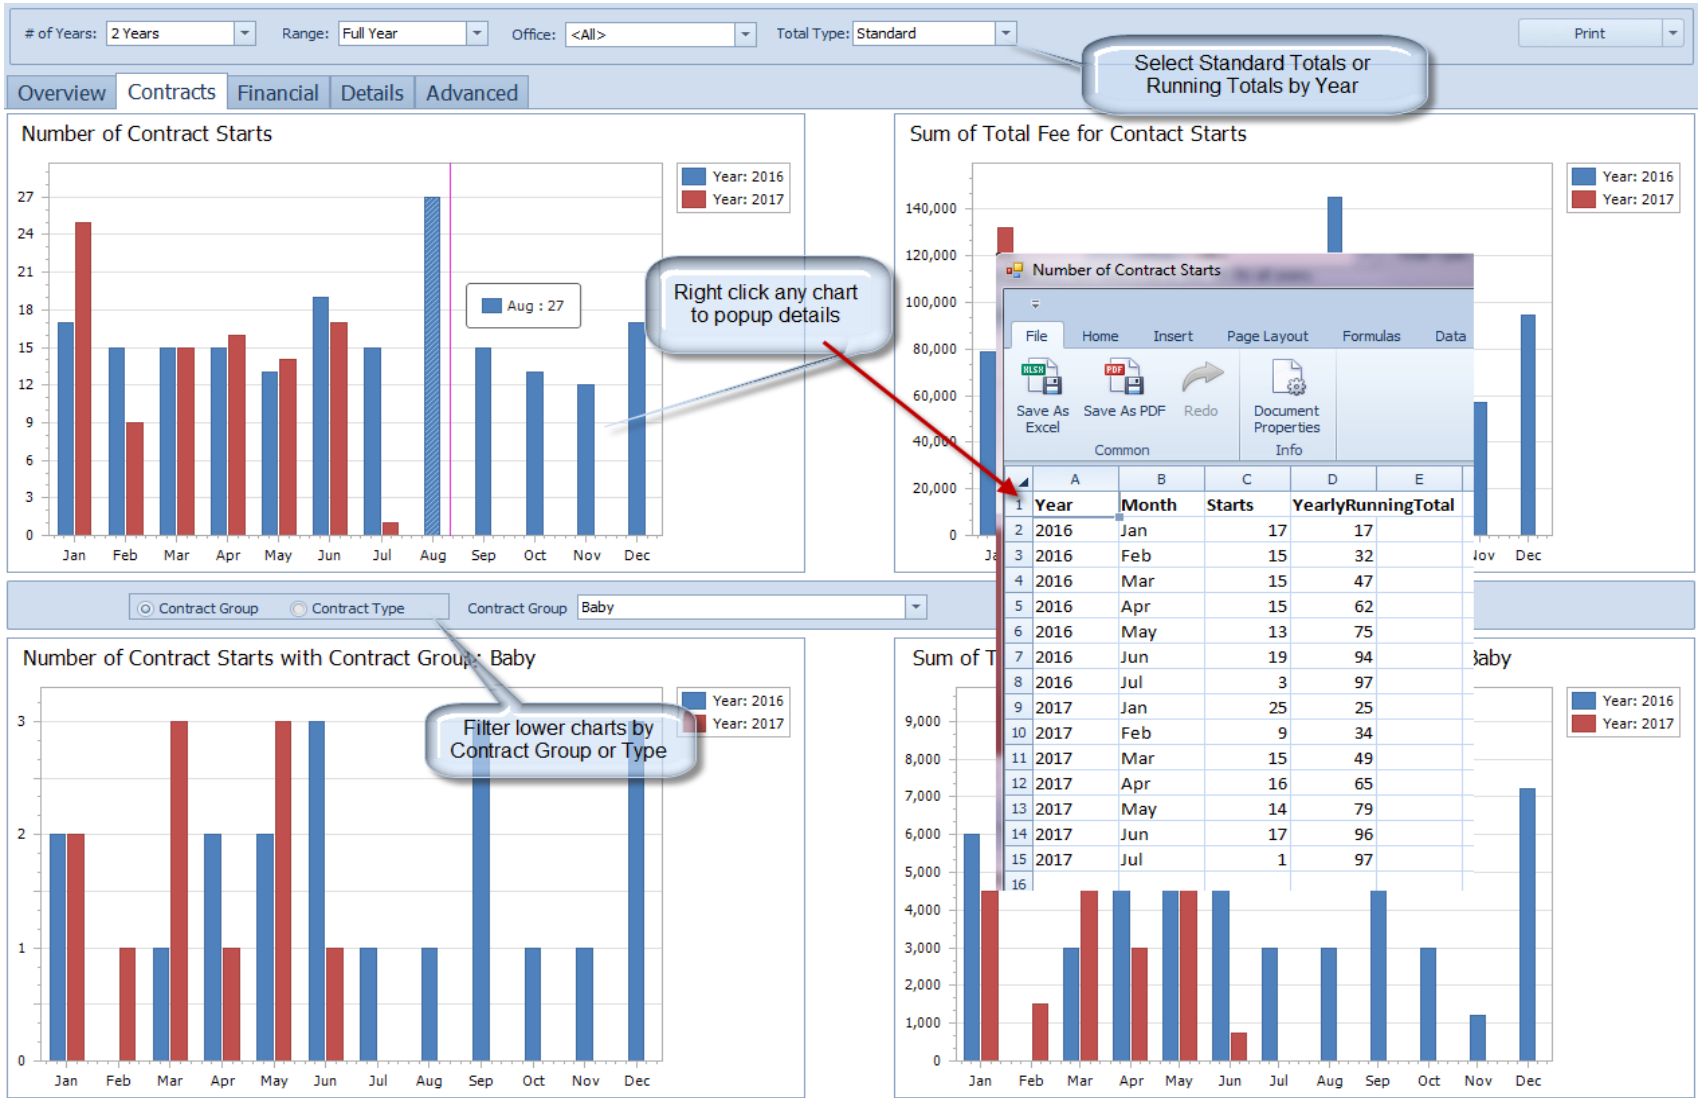 # of Years: 2 Years Range: Full Year Office: <All> Total Type: Standard Print
Select Standard Totals or
Running Totals by Year
Overview Contracts Financial Details Advanced
Number of Contract Starts
Year: 2016
Year: 2017
27
24
21
18
15
12
9
6
3
0
Aug : 27
Jan Feb Mar Apr May Jun Jul Aug Sep Oct Nov Dec
Right click any chart
to popup details
Sum of Total Fee for Contact Starts
Year: 2016
Year: 2017
140,000
120,000
100,000
80,000
60,000
40,000
20,000
0
Dec
Number of Contract Starts
File Home Insert Page Layout Formulas Data
XLSX PDF
Save As Excel Save As PDF Redo Document Properties
Common Info
A B C D E
1 Year Month Starts YearlyRunningTotal
2 2016 Jan 17 17
3 2016 Feb 15 32
4 2016 Mar 15 47
5 2016 Apr 15 62
6 2016 May 13 75
7 2016 Jun 19 94
8 2016 Jul 3 97
9 2017 Jan 25 25
10 2017 Feb 9 34
11 2017 Mar 15 49
12 2017 Apr 16 65
13 2017 May 14 79
14 2017 Jun 17 96
15 2017 Jul 1 97
16
Contract Group Contract Type Contract Group Baby
Number of Contract Starts with Contract Group: Baby
Year: 2016
Year: 2017
Filter lower charts by
Contract Group or Type
3
2
1
0
Jan Feb Mar Apr May Jun Jul Aug Sep Oct Nov Dec
Sum of Baby
Year: 2016
Year: 2017
9,000
8,000
7,000
6,000
5,000
4,000
3,000
2,000
1,000
0
Jan Feb Mar Apr May Jun Jul Aug Sep Oct Nov Dec